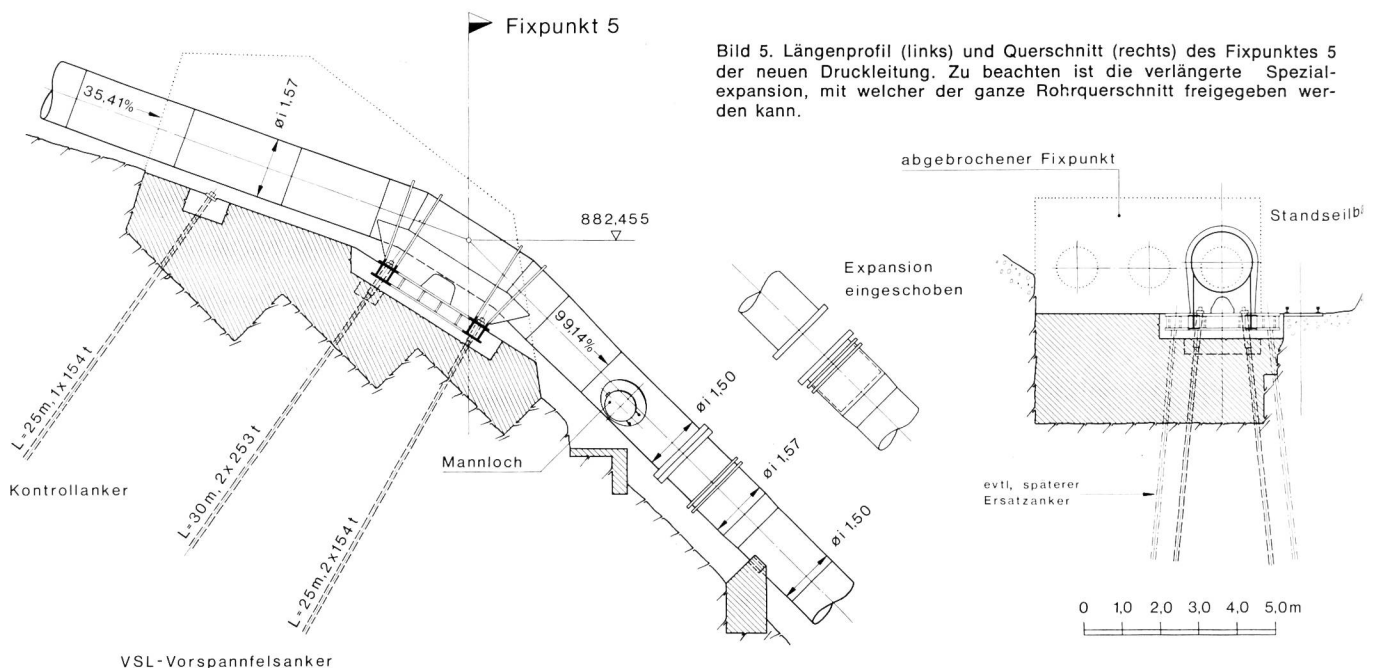 Fixpunkt 5
Bild 5. Längenprofil (links) und Querschnitt (rechts) des Fixpunktes 5
der neuen Druckleitung. Zu beachten ist die verlängerte Spezial-
expansion, mit welcher der ganze Rohrquerschnitt freigegeben wer-
den kann.
35,41%
øi 1.57
882,455
abgebrochener Fixpunkt
Standseilb
Expansion
eingeschoben
99,14%
øi 1,50
øi 1.57
øi 1.50
Mannloch
L=25m, 1x154t
Kontrollanker
L=30m, 2x253t
L=25m, 2x154t
VSL-Vorspannfelsanker
evtl, späterer
Ersatzanker
0 1,0 2,0 3,0 4,0 5,0m